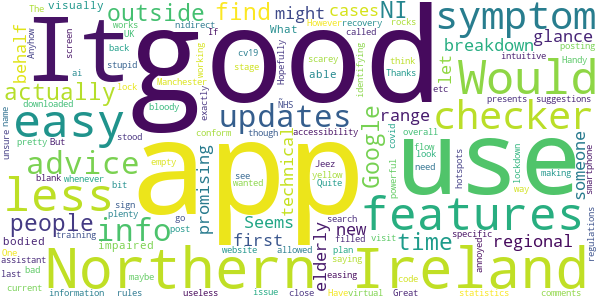 It good app use
Northern Ireland
easy
features
less
Would
symptom
checker
updates
advice
info
people
outside
find
might
cases
NI
breakdown
glance
let
range
behalf
actually
Google
technical
promising
Seems
first
time
new
regional
elderly
someone
bodied
impaired
able
visually
The
nidirect
However
recovery
rocks
called
UK
works
screen
Anyhow
ai
back
stupid
What
If
cv19
scarey
think
Thanks
Handy
way
working
Manchester
stage
Hopefully
identifying
posting
intuitive
etc
downloaded
lock
bloody
exactly
NHS
accessibility
presents
suggestions
name
unsure
pretty
But
stood
though
conform
covid
overall
flow
look
need
powerful
hotspots
lockdown
smartphone
making
Jeez
yellow
Quite
see
wanted
empty
whenever
bit
blank
sign
plenty
post
training
go
One
assistant
last
bad
current
website
allowed
search
filled
plan
visit
saying
annoyed
specific
regulations
information
rules
maybe
useless
issue
close
Have
virtual
easing
code
Great
statistics
comments